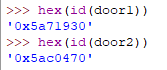 >>> hex(id(door1))
'0x5a71930'
>>> hex(id(door2))
'0x5ac0470'